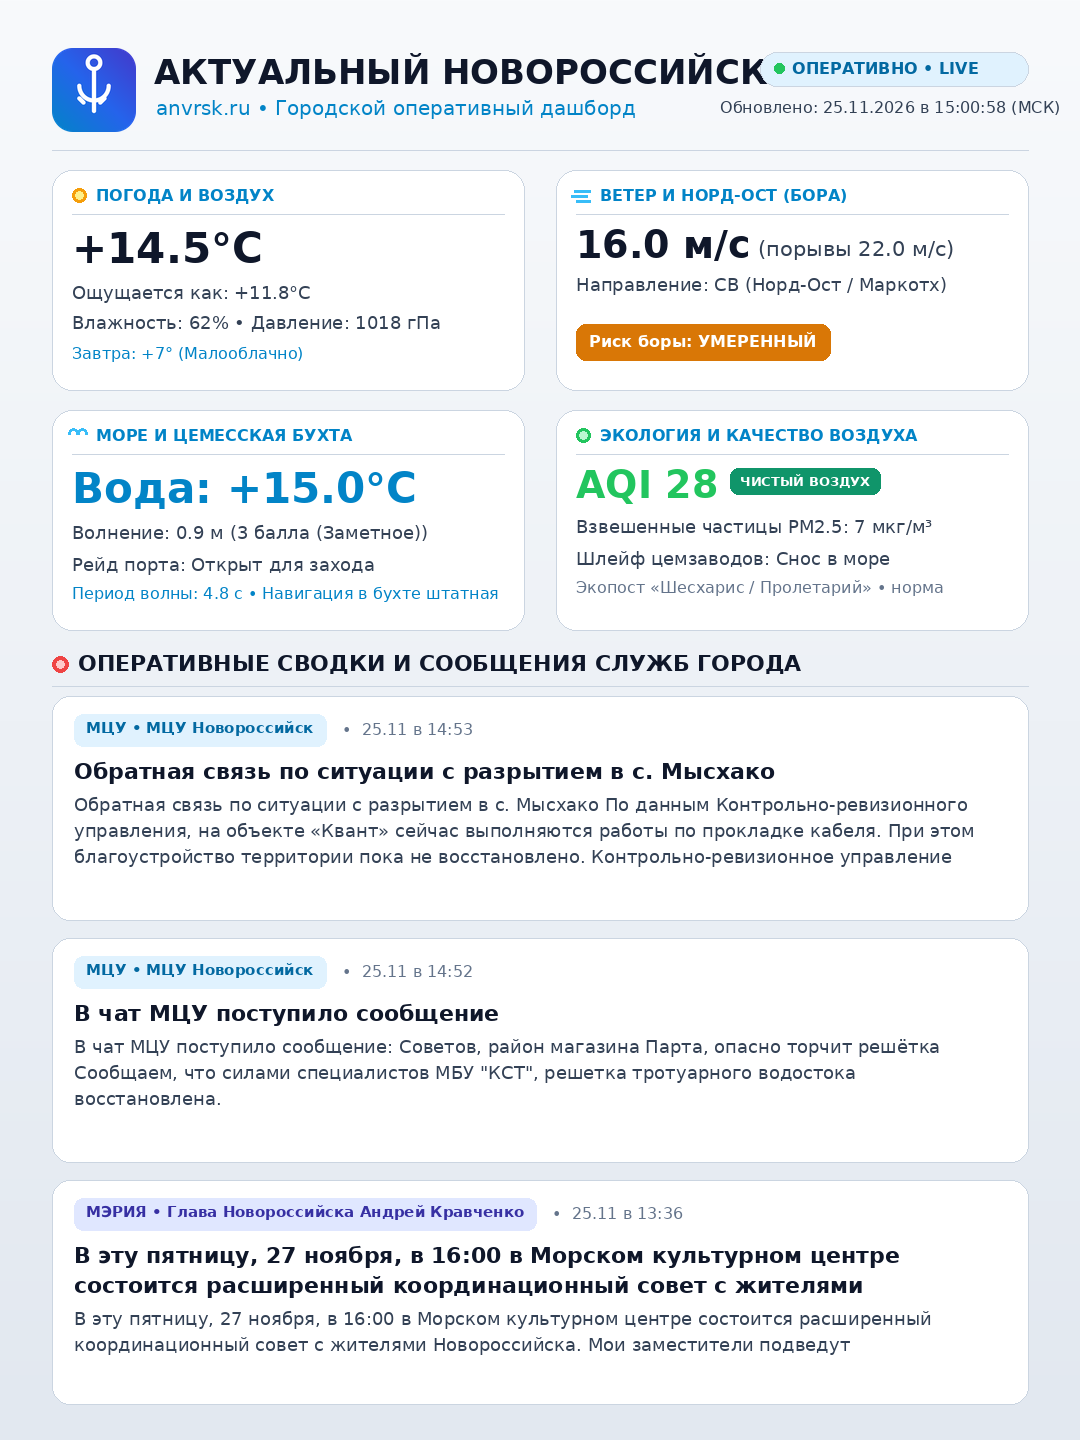 АКТУАЛЬНЫЙ НОВОРОССИЙСК
ОПЕРАТИВНО • LIVE
anvrsk.ru • Городской оперативный дашборд
Обновлено: 25.11.2026 в 15:00:58 (МСК)
ПОГОДА И ВОЗДУХ
+14.5°C
Ощущается как: +11.8°C
Влажность: 62% • Давление: 1018 гПа
Завтра: +7° (Малооблачно)
ВЕТЕР И НОРД-ОСТ (БОРА)
16.0 м/с (порывы 22.0 м/с)
Направление: СВ (Норд-Ост / Маркотх)
Риск боры: УМЕРЕННЫЙ
МОРЕ И ЦЕМЕССКАЯ БУХТА
Вода: +15.0°C
Волнение: 0.9 м (3 балла (Заметное))
Рейд порта: Открыт для захода
Период волны: 4.8 с • Навигация в бухте штатная
ЭКОЛОГИЯ И КАЧЕСТВО ВОЗДУХА
AQI 28 ЧИСТЫЙ ВОЗДУХ
Взвешенные частицы PM2.5: 7 мкг/м³
Шлейф цемзаводов: Снос в море
Экопост «Шесхарис / Пролетарий» • норма
ОПЕРАТИВНЫЕ СВОДКИ И СООБЩЕНИЯ СЛУЖБ ГОРОДА
МЦУ • МЦУ Новороссийск • 25.11 в 14:53
Обратная связь по ситуации с разрытием в с. Мысхако
Обратная связь по ситуации с разрытием в с. Мысхако По данным Контрольно-ревизионного
управления, на объекте «Квант» сейчас выполняются работы по прокладке кабеля. При этом
благоустройство территории пока не восстановлено. Контрольно-ревизионное управление
МЦУ • МЦУ Новороссийск • 25.11 в 14:52
В чат МЦУ поступило сообщение
В чат МЦУ поступило сообщение: Советов, район магазина Парта, опасно торчит решётка
Сообщаем, что силами специалистов МБУ "КСТ", решетка тротуарного водостока
восстановлена.
МЭРИЯ • Глава Новороссийска Андрей Кравченко • 25.11 в 13:36
В эту пятницу, 27 ноября, в 16:00 в Морском культурном центре
состоится расширенный координационный совет с жителями
В эту пятницу, 27 ноября, в 16:00 в Морском культурном центре состоится расширенный
координационный совет с жителями Новороссийска. Мои заместители подведут